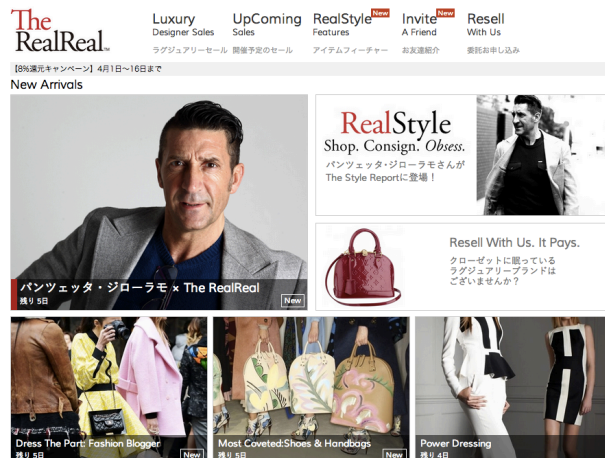 The
RealReal™
Luxury
Designer Sales
ラグジュアリーセール
UpComing
Sales
開催予定のセール
RealStyle New
Features
アイテムフィーチャー
Invite New
A Friend
お友達紹介
Resell
With Us
委託お申し込み
【8%還元キャンペーン】4月1日〜16日まで
New Arrivals
パンツェッタ・ジローラモ × The RealReal
残り 5日
New
RealStyle
Shop. Consign. Obsess.
パンツェッタ・ジローラモさんが
The Style Reportに登場！
Resell With Us. It Pays.
クローゼットに眠っている
ラグジュアリーブランドは
ございませんか？
Dress The Part: Fashion Blogger
残り 5日
New
Most Coveted:Shoes & Handbags
残り 5日
New
Power Dressing
残り 4日